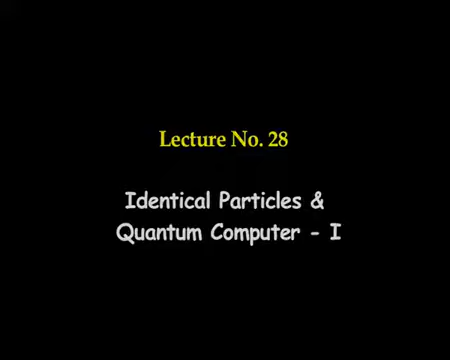 Lecture No. 28
Identical Particles &
Quantum Computer - I